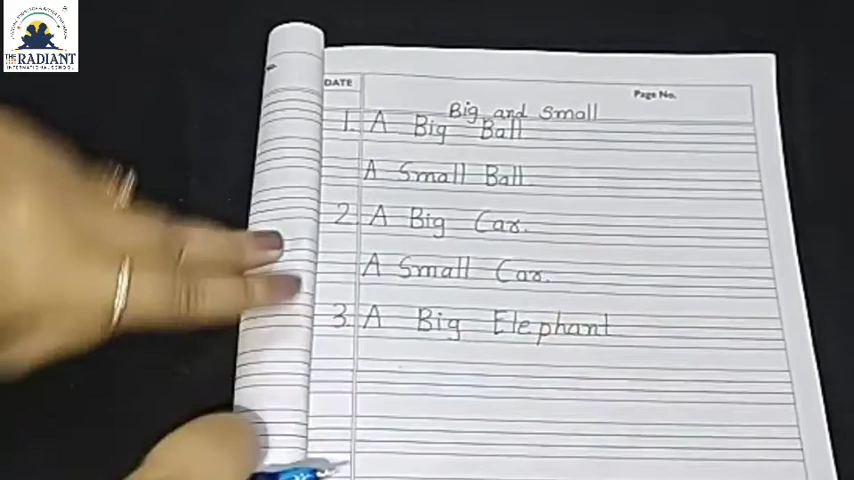 THE RADIANT
INTERNATIONAL SCHOOL
DATE
Page No.
Big and Small
1. A Big Ball
A Small Ball.
2. A Big Car.
A Small Car.
3. A Big Elephant